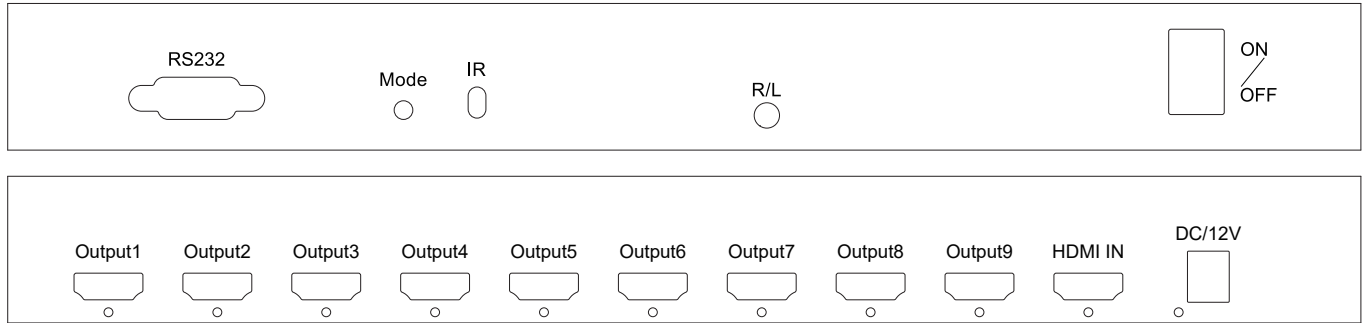 RS232
Mode
IR
R/L
ON
OFF
Output1
Output2
Output3
Output4
Output5
Output6
Output7
Output8
Output9
HDMI IN
DC/12V